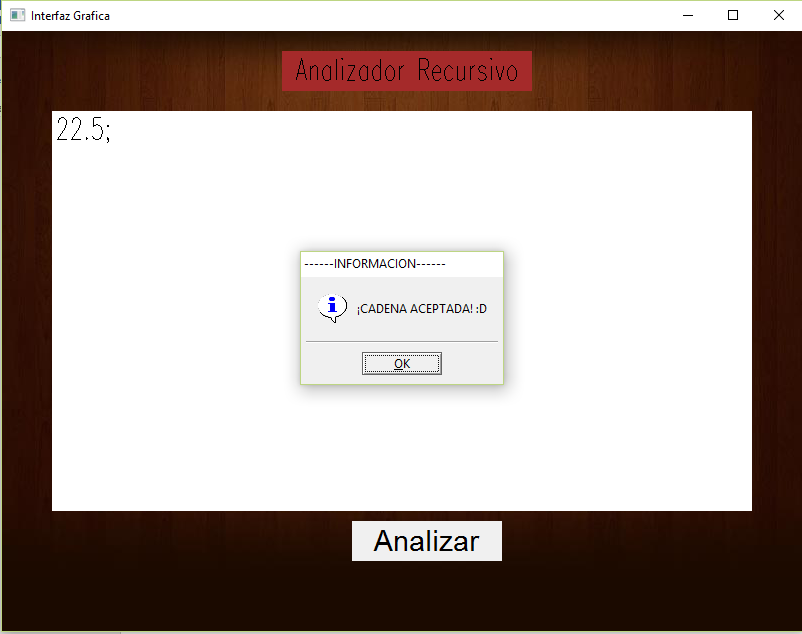 Interfaz Grafica
Analizador Recursivo
22.5;
------INFORMACION------
¡CADENA ACEPTADA! :D
OK
Analizar